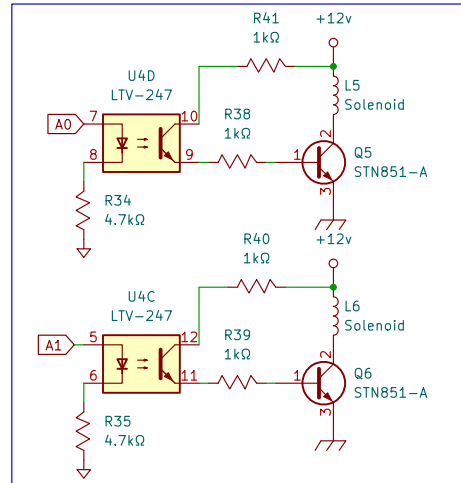 R41
1kΩ
+12v
U4D
LTV-247
L5
Solenoid
A0
7
10
R38
1kΩ
2
8
9
1
Q5
STN851-A
3
R34
4.7kΩ
R40
1kΩ
+12v
U4C
LTV-247
L6
Solenoid
A1
5
12
R39
1kΩ
2
6
11
1
Q6
STN851-A
3
R35
4.7kΩ